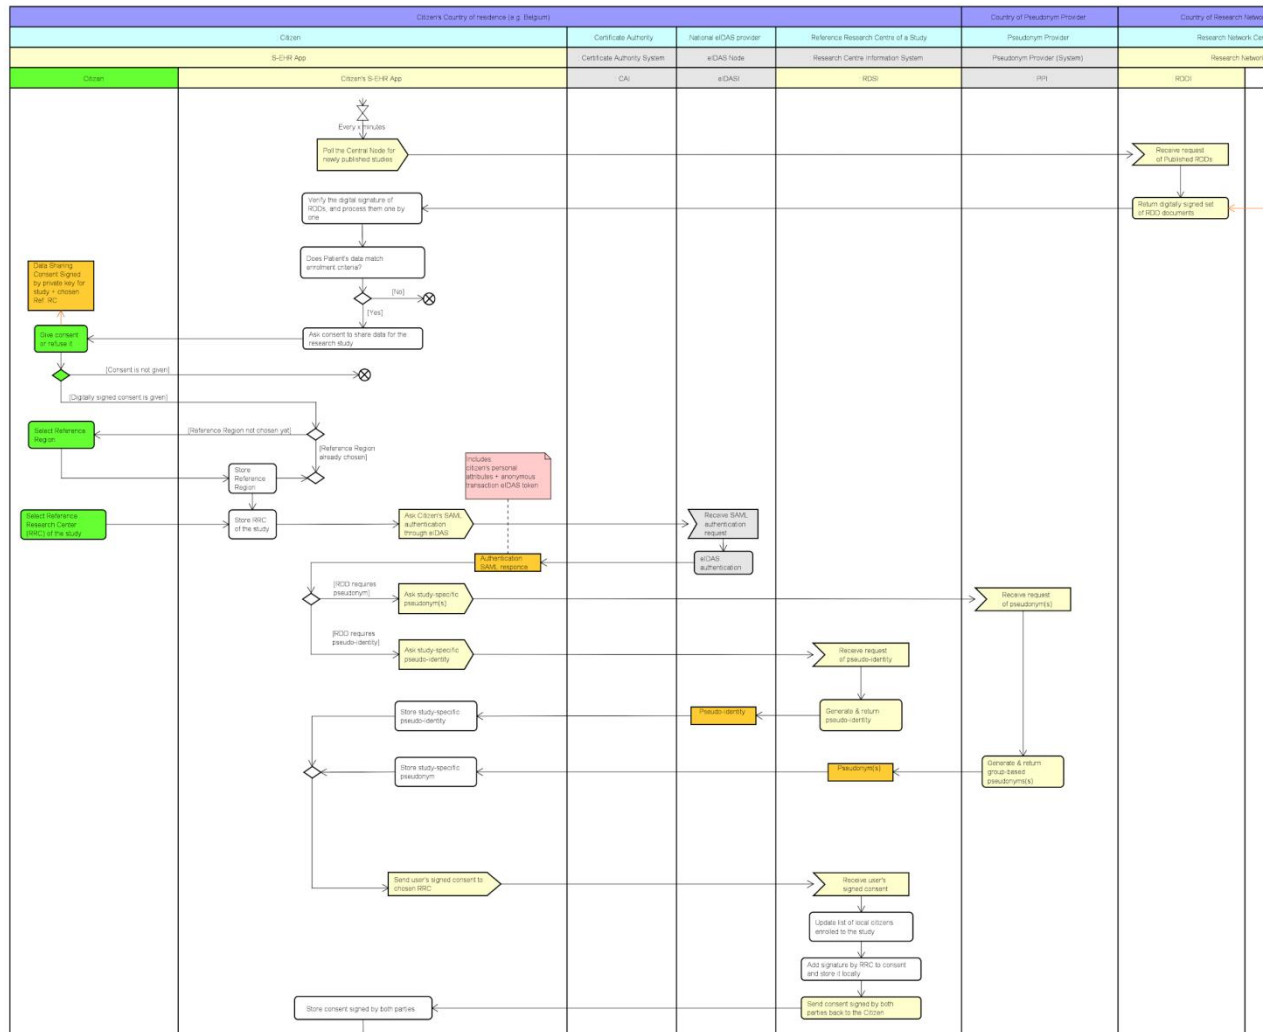 Citizen's Country of residence (e.g. Belgium)
Country of Pseudonym Provider
Country of Research Netwo
Citizen
Certificate Authority
National eIDAS provider
Reference Research Centre of a Study
Pseudonym Provider
Research Network Ce
S-EHR App
Certificate Authority System
eIDAS Node
Research Centre Information System
Pseudonym Provider (System)
Research Network
Citizen
Citizen's S-EHR App
CAI
eIDASI
RDSI
PPI
RDDI
Every x minutes
Poll the Central Node for
newly published studies
Receive request
of Published RDDs
Verify the digital signature of
RDDs, and process them one by
one
Return digitally signed set
of RDD documents
Does Patient's data match
enrolment criteria?
Data Sharing
Consent Signed
by private key for
study + chosen
Ref. RC
[No]
[Yes]
Give consent
or refuse it
Ask consent to share data for the
research study
[Consent is not given]
[Digitally signed consent is given]
Select Reference
Region
[Reference Region not chosen yet]
[Reference Region
already chosen]
Store
Reference
Region
Includes
citizen's personal
attributes + anonymous
transaction eIDAS token
Select Reference
Research Center
(RRC) of the study
Store RRC
of the study
Ask Citizen's SAML
authentication
through eIDAS
Receive SAML
authentication
request
Authentication
SAML responce
eIDAS
authentication
[RDD requires
pseudonym]
Ask study-specific
pseudonym(s)
Receive request
of pseudonym(s)
[RDD requires
pseudo-identity]
Ask study-specific
pseudo-identity
Recieve request
of pseudo-identity
Store study-specific
pseudo-identity
Pseudo-identity
Generate & return
pseudo-identity
Store study-specific
pseudonym
Pseudonym(s)
Generate & return
group-based
pseudonyms(s)
Send user's signed consent to
chosen RRC
Receive user's
signed consent
Update list of local citizens
enrolled to the study
Add signature by RRC to consent
and store it locally
Store consent signed by both parties
Send consent signed by both
parties back to the Citizen